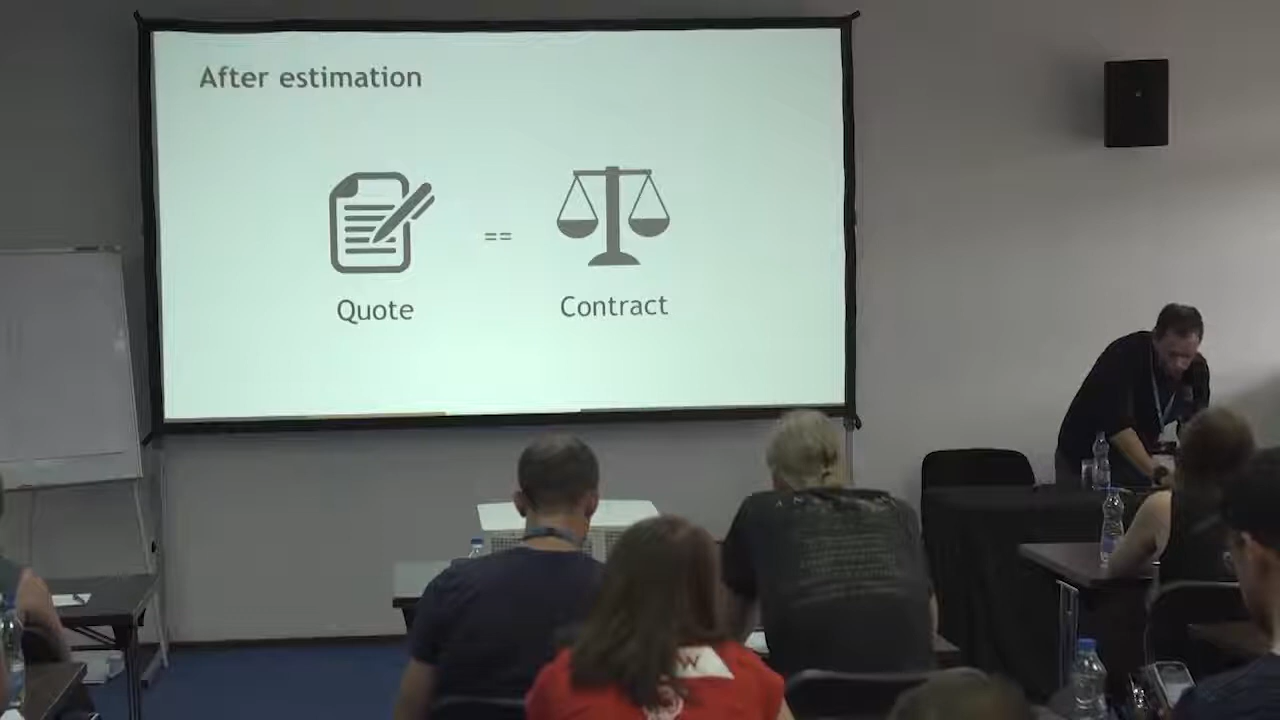 After estimation
==
Quote
Contract
W